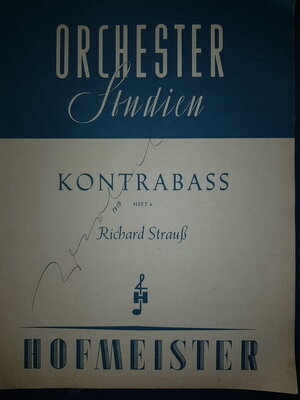 ORCHESTER
Studien
KONTRABASS
HEFT
Richard Strauß
HOFMEISTER